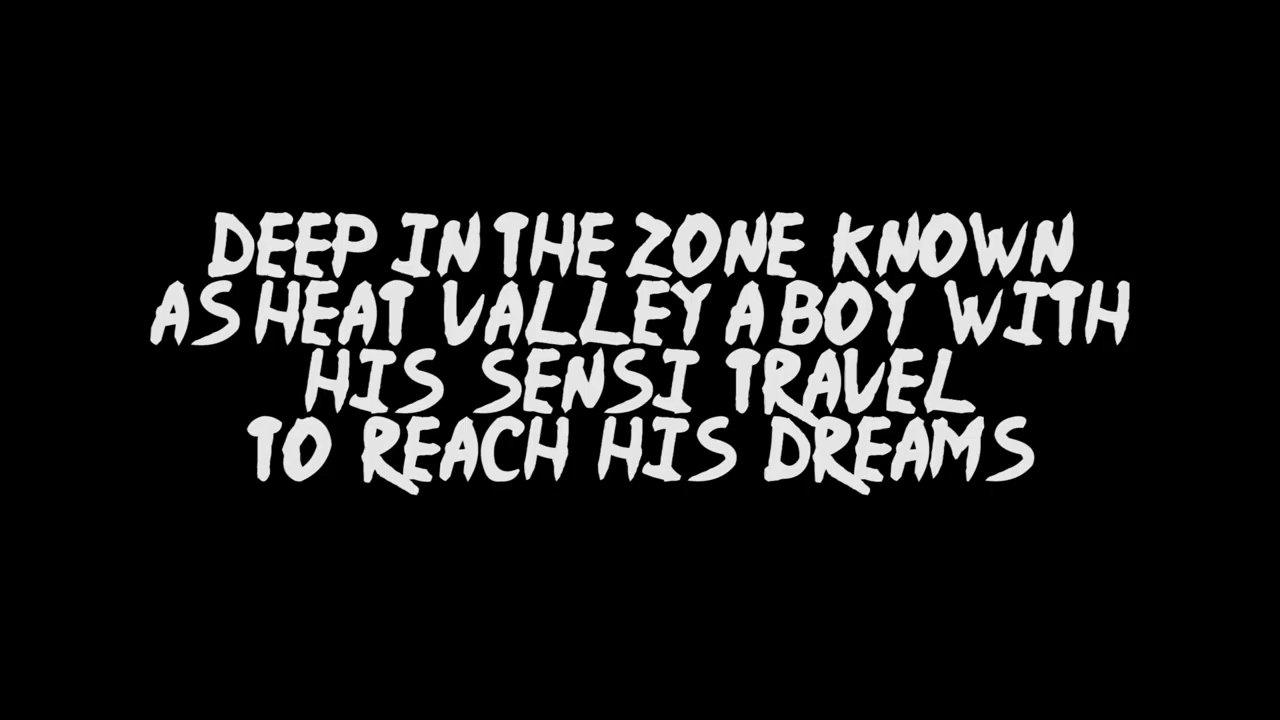 DEEP IN THE ZONE KNOWN
AS HEAT VALLEY A BOY WITH
HIS SENSI TRAVEL
TO REACH HIS DREAMS